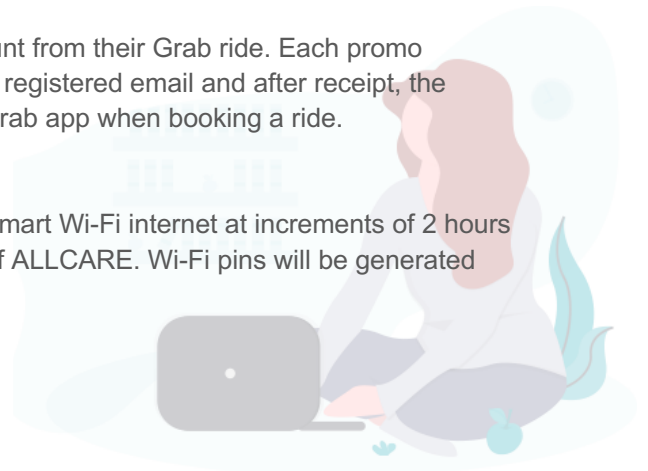 unt from their Grab ride. Each promo
registered email and after receipt, the
rab app when booking a ride.
mart Wi-Fi internet at increments of 2 hours
f ALLCARE. Wi-Fi pins will be generated